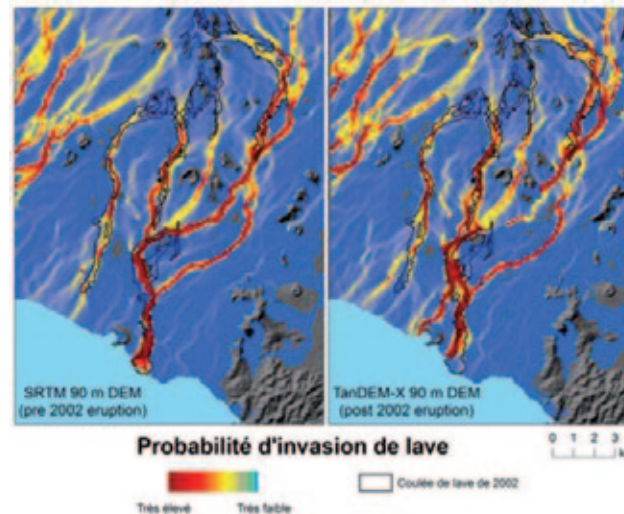 SRTM 90 m DEM
(pre 2002 eruption)
TanDEM-X 90 m DEM
(post 2002 eruption)
Probabilité d'invasion de lave
0 1 2 3
Très élevé
Très faible
Coulée de lave de 2002